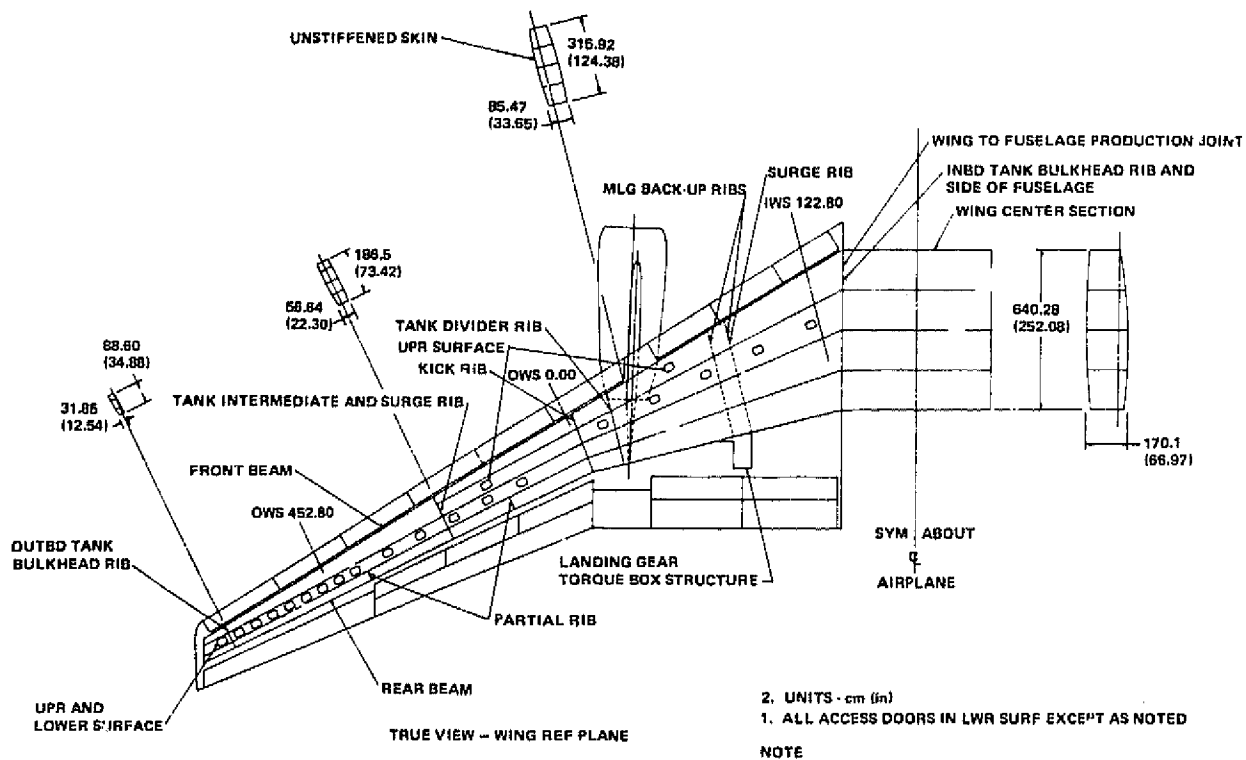 UNSTIFFENED SKIN
316.92
(124.38)
85.47
(33.65)
WING TO FUSELAGE PRODUCTION JOINT
SURGE RIB
INBD TANK BULKHEAD RIB AND
SIDE OF FUSELAGE
MLG BACK-UP RIBS
IWS 122.80
WING CENTER SECTION
186.5
(73.42)
56.64
(22.30)
640.28
(252.08)
TANK DIVIDER RIB
UPR SURFACE
KICK RIB
OWS 0.00
88.60
(34.88)
TANK INTERMEDIATE AND SURGE RIB
31.85
(12.54)
170.1
(66.97)
FRONT BEAM
OWS 452.80
OUTBD TANK
BULKHEAD RIB
SYM ABOUT
AIRPLANE
LANDING GEAR
TORQUE BOX STRUCTURE
PARTIAL RIB
REAR BEAM
UPR AND
LOWER SURFACE
TRUE VIEW – WING REF PLANE
2. UNITS - cm (in)
1. ALL ACCESS DOORS IN LWR SURF EXCEPT AS NOTED
NOTE